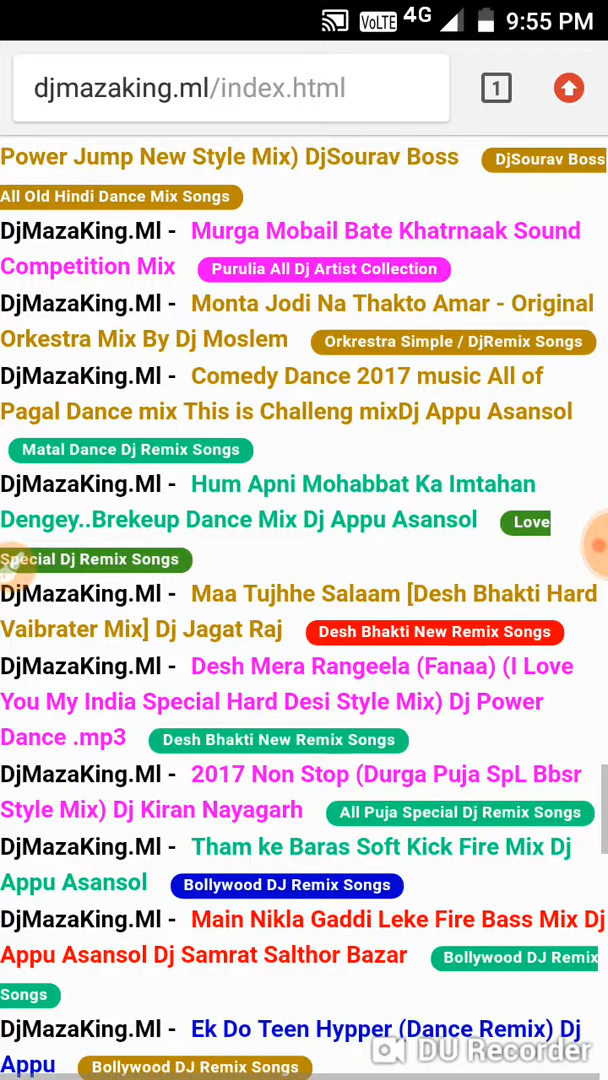 VoLTE 4G 9:55 PM
djmazaking.ml/index.html 1
Power Jump New Style Mix) DjSourav Boss DjSourav Boss
All Old Hindi Dance Mix Songs
DjMazaKing.Ml - Murga Mobail Bate Khatrnaak Sound
Competition Mix Purulia All Dj Artist Collection
DjMazaKing.Ml - Monta Jodi Na Thakto Amar - Original
Orkestra Mix By Dj Moslem Orkrestra Simple / DjRemix Songs
DjMazaKing.Ml - Comedy Dance 2017 music All of
Pagal Dance mix This is Challeng mixDj Appu Asansol
Matal Dance Dj Remix Songs
DjMazaKing.Ml - Hum Apni Mohabbat Ka Imtahan
Dengey..Brekeup Dance Mix Dj Appu Asansol Love
Special Dj Remix Songs
DjMazaKing.Ml - Maa Tujhhe Salaam [Desh Bhakti Hard
Vaibrater Mix] Dj Jagat Raj Desh Bhakti New Remix Songs
DjMazaKing.Ml - Desh Mera Rangeela (Fanaa) (I Love
You My India Special Hard Desi Style Mix) Dj Power
Dance .mp3 Desh Bhakti New Remix Songs
DjMazaKing.Ml - 2017 Non Stop (Durga Puja SpL Bbsr
Style Mix) Dj Kiran Nayagarh All Puja Special Dj Remix Songs
DjMazaKing.Ml - Tham ke Baras Soft Kick Fire Mix Dj
Appu Asansol Bollywood DJ Remix Songs
DjMazaKing.Ml - Main Nikla Gaddi Leke Fire Bass Mix Dj
Appu Asansol Dj Samrat Salthor Bazar Bollywood DJ Remix
Songs
DjMazaKing.Ml - Ek Do Teen Hypper (Dance Remix) Dj
Appu Bollywood DJ Remix Songs
DU Recorder